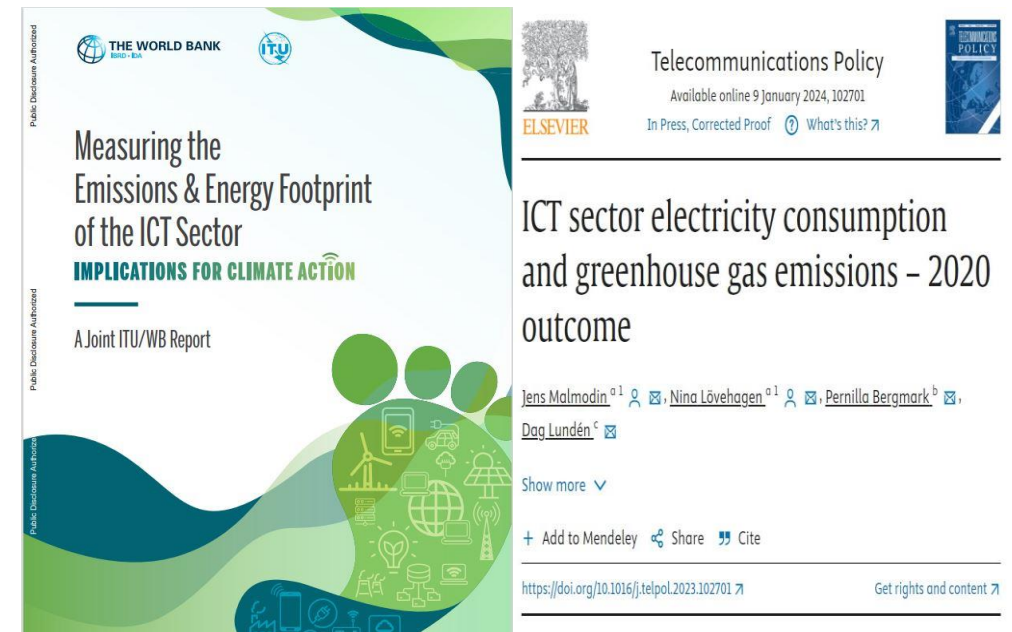 Public Disclosure Authorized
Public Disclosure Authorized
Public Disclosure Authorized
THE WORLD BANK
IBRD • IDA
ITU
Measuring the
Emissions & Energy Footprint
of the ICT Sector
IMPLICATIONS FOR CLIMATE ACTION
A Joint ITU/WB Report
ELSEVIER
Telecommunications Policy
Available online 9 January 2024, 102701
In Press, Corrected Proof ? What's this? ↗
TELECOMMUNICATIONS
POLICY
ICT sector electricity consumption
and greenhouse gas emissions – 2020
outcome
Jens Malmodin a 1, Nina Lövehagen a 1, Pernilla Bergmark b,
Dag Lundén c
Show more
+ Add to Mendeley Share Cite
https://doi.org/10.1016/j.telpol.2023.102701 ↗ Get rights and content ↗